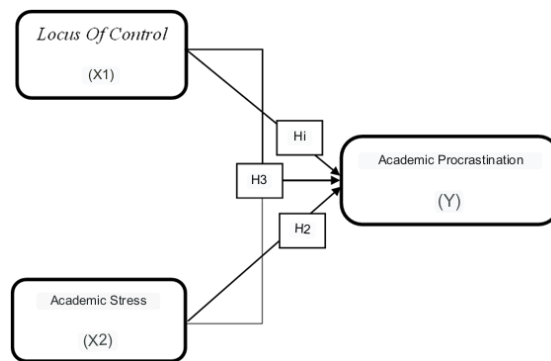 Locus Of Control
(X1)
Hi
Academic Procrastination
H3
(Y)
H2
Academic Stress
(X2)